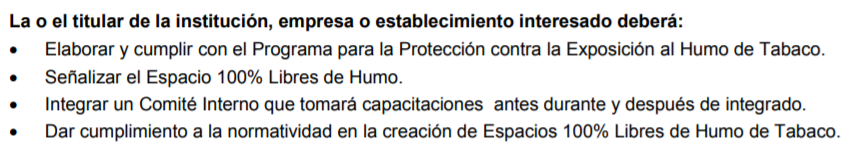 La o el titular de la institución, empresa o establecimiento interesado deberá:
• Elaborar y cumplir con el Programa para la Protección contra la Exposición al Humo de Tabaco.
• Señalizar el Espacio 100% Libres de Humo.
• Integrar un Comité Interno que tomará capacitaciones  antes durante y después de integrado.
• Dar cumplimiento a la normatividad en la creación de Espacios 100% Libres de Humo de Tabaco.